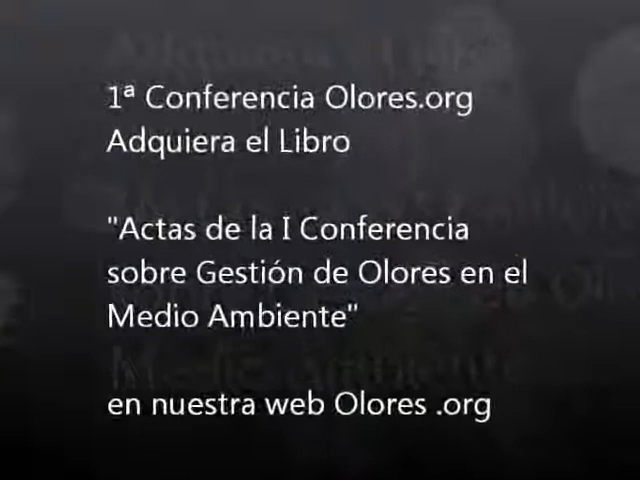 1ª Conferencia Olores.org
Adquiera el Libro
"Actas de la I Conferencia
sobre Gestión de Olores en el
Medio Ambiente"
en nuestra web Olores .org